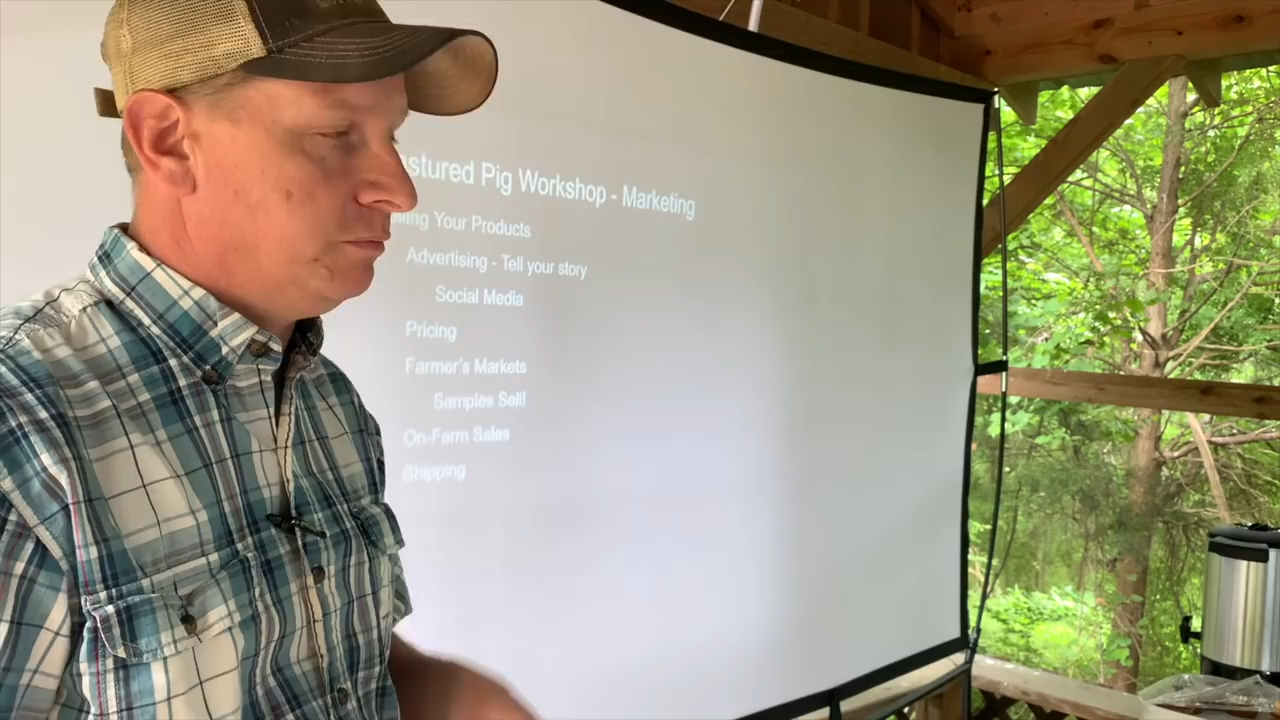 astured Pig Workshop - Marketing
lling Your Products
Advertising - Tell your story
Social Media
Pricing
Farmer's Markets
Samples Sell!
On-Farm Sales
Shipping